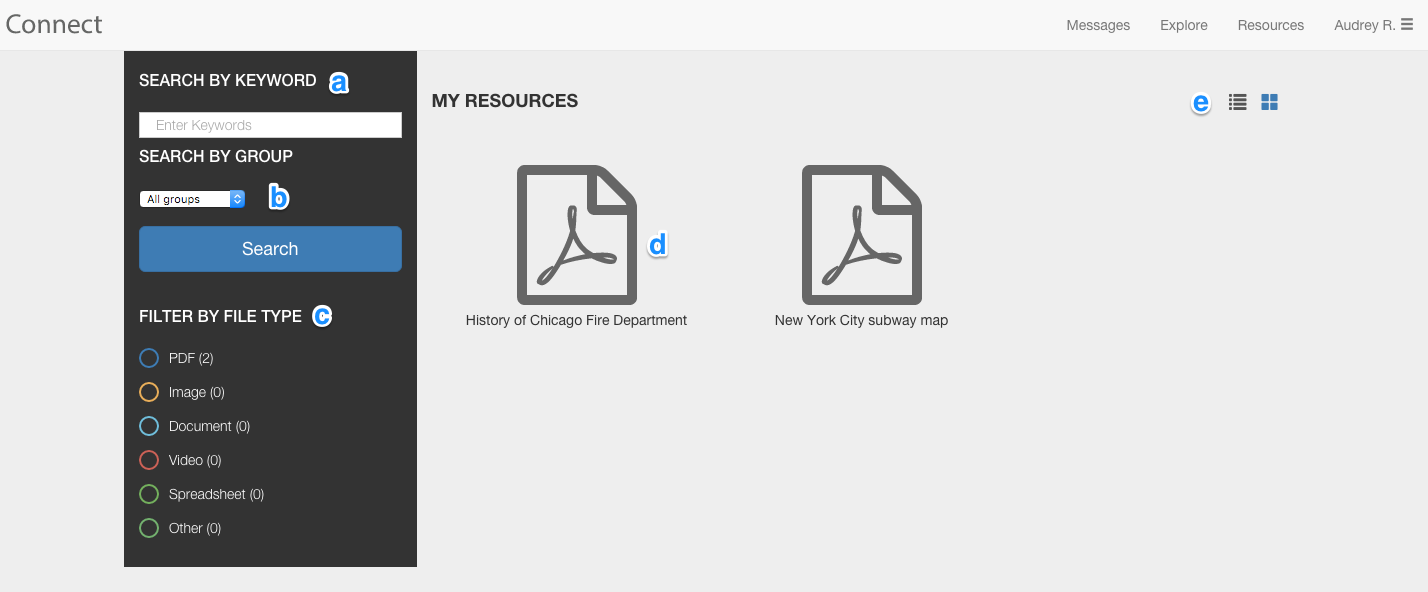 Connect
Messages Explore Resources Audrey R.
SEARCH BY KEYWORD a
Enter Keywords
SEARCH BY GROUP
All groups b
Search
FILTER BY FILE TYPE c
PDF (2)
Image (0)
Document (0)
Video (0)
Spreadsheet (0)
Other (0)
MY RESOURCES e
d
History of Chicago Fire Department
New York City subway map